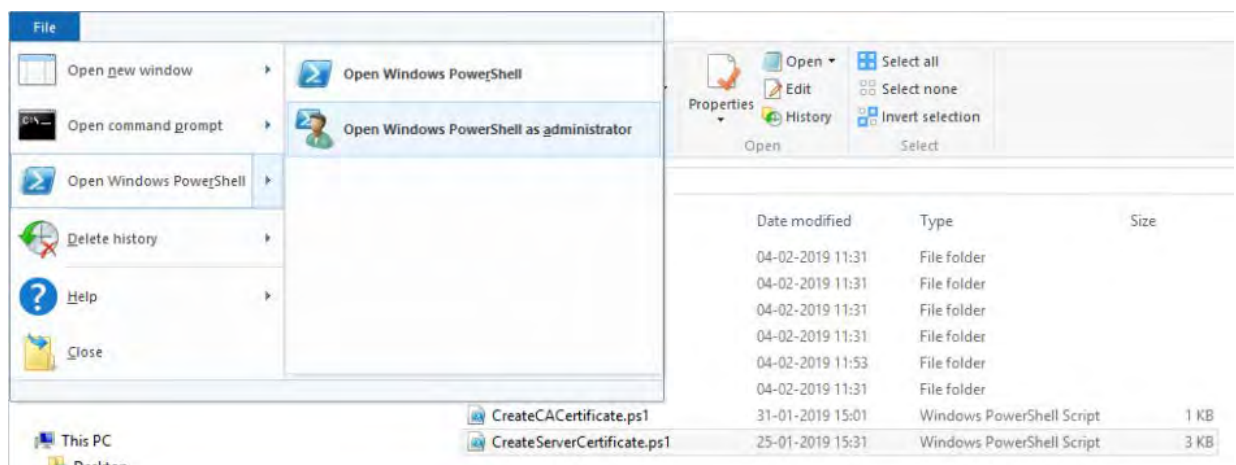 File
Open new window
Open command prompt
Open Windows PowerShell
Delete history
Help
Close
Open Windows PowerShell
Open Windows PowerShell as administrator
Properties
Open
Edit
History
Open
Select all
Select none
Invert selection
Select
Date modified Type Size
04-02-2019 11:31 File folder
04-02-2019 11:31 File folder
04-02-2019 11:31 File folder
04-02-2019 11:31 File folder
04-02-2019 11:53 File folder
04-02-2019 11:31 File folder
CreateCACertificate.ps1 31-01-2019 15:01 Windows PowerShell Script 1 KB
CreateServerCertificate.ps1 25-01-2019 15:31 Windows PowerShell Script 3 KB
This PC